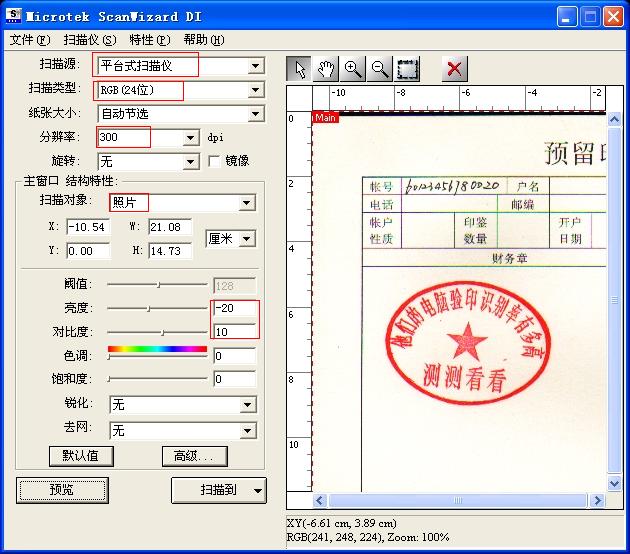 Microtek ScanWizard DI
文件(F) 扫描仪(S) 特性(P) 帮助(H)
扫描源: 平台式扫描仪
扫描类型: RGB(24位)
纸张大小: 自动节选
分辨率: 300 dpi
旋转: 无 镜像
主窗口 结构特性:
扫描对象: 照片
X: -10.54 W: 21.08
Y: 0.00 H: 14.73 厘米
阈值: 128
亮度: -20
对比度: 10
色调: 0
饱和度: 0
锐化: 无
去网: 无
默认值 高级...
预览 扫描到
-10 -8 -6 -4 -2
0
2
4
6
8
10
Main
预留印
帐号 6012345678 0020 户名
电话 邮编
帐户性质 印鉴数量 开户日期
财务章
他们的电脑验印识别率有多高
测测看看
XY(-6.61 cm, 3.89 cm)
RGB(241, 248, 224), Zoom: 100%